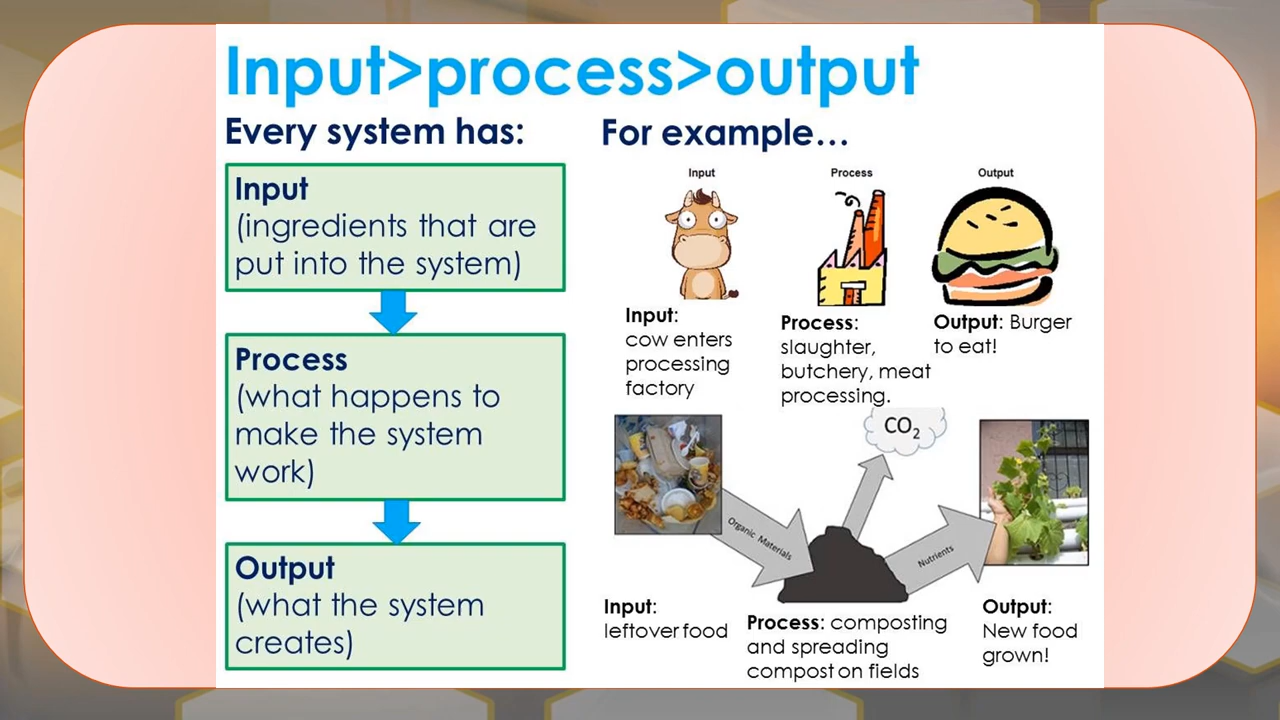 Input>process>output
Every system has:
Input
(ingredients that are
put into the system)
Process
(what happens to
make the system
work)
Output
(what the system
creates)
For example…
Input
Process
Output
Input:
cow enters
processing
factory
Process:
slaughter,
butchery, meat
processing.
Output: Burger
to eat!
CO₂
Organic Materials
Nutrients
Input:
leftover food
Process: composting
and spreading
compost on fields
Output:
New food
grown!